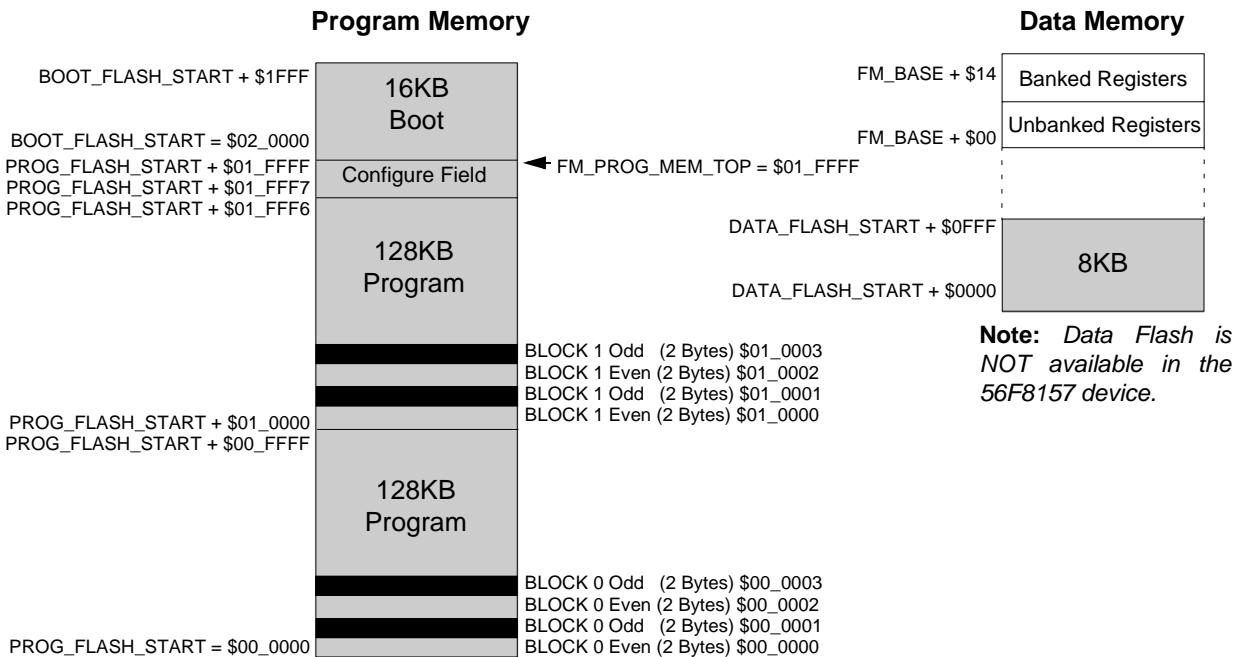 Program Memory
Data Memory
BOOT_FLASH_START + $1FFF
16KB
Boot
BOOT_FLASH_START = $02_0000
PROG_FLASH_START + $01_FFFF
PROG_FLASH_START + $01_FFF7
PROG_FLASH_START + $01_FFF6
Configure Field
FM_PROG_MEM_TOP = $01_FFFF
128KB
Program
BLOCK 1 Odd (2 Bytes) $01_0003
BLOCK 1 Even (2 Bytes) $01_0002
BLOCK 1 Odd (2 Bytes) $01_0001
BLOCK 1 Even (2 Bytes) $01_0000
PROG_FLASH_START + $01_0000
PROG_FLASH_START + $00_FFFF
128KB
Program
BLOCK 0 Odd (2 Bytes) $00_0003
BLOCK 0 Even (2 Bytes) $00_0002
BLOCK 0 Odd (2 Bytes) $00_0001
BLOCK 0 Even (2 Bytes) $00_0000
PROG_FLASH_START = $00_0000
FM_BASE + $14
Banked Registers
Unbanked Registers
FM_BASE + $00
DATA_FLASH_START + $0FFF
8KB
DATA_FLASH_START + $0000
Note: Data Flash is
NOT available in the
56F8157 device.